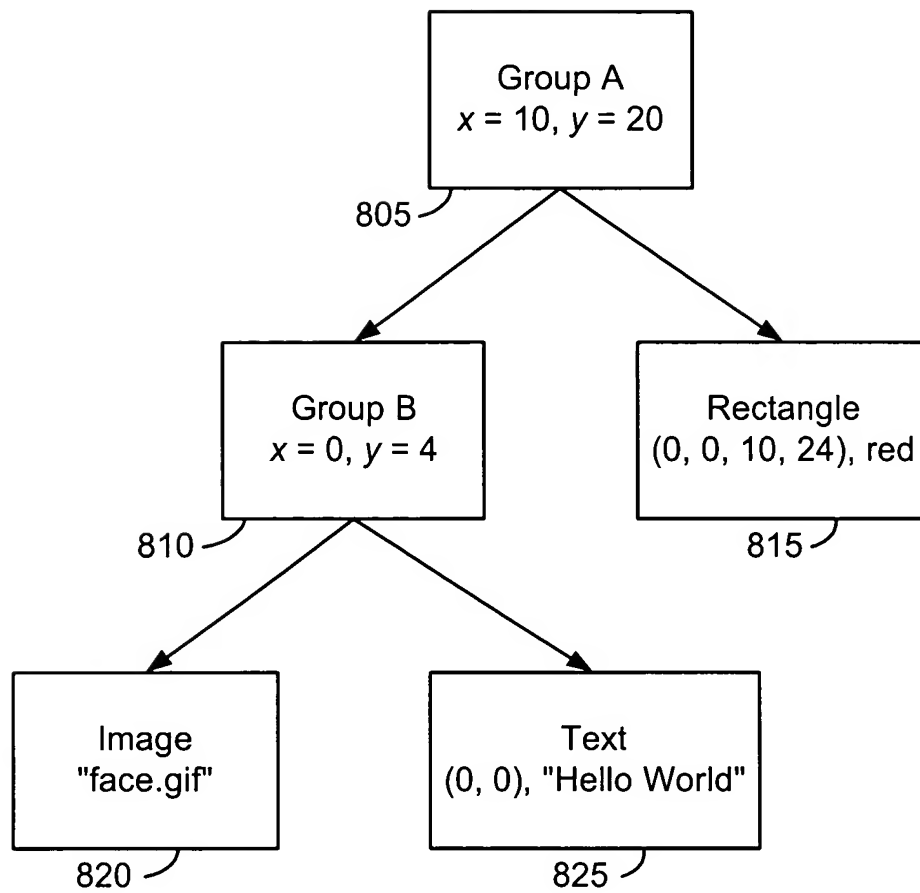 Group A
x = 10, y = 20
805
Group B
x = 0, y = 4
810
Rectangle
(0, 0, 10, 24), red
815
Image
"face.gif"
820
Text
(0, 0), "Hello World"
825